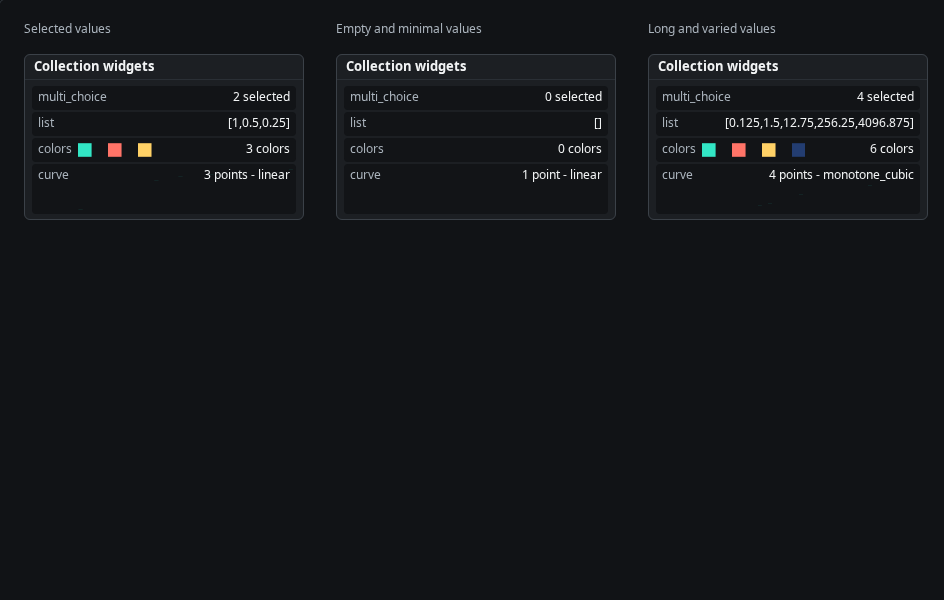 Selected values
Collection widgets
multi_choice 2 selected
list [1,0.5,0.25]
colors 3 colors
curve 3 points - linear
Empty and minimal values
Collection widgets
multi_choice 0 selected
list []
colors 0 colors
curve 1 point - linear
Long and varied values
Collection widgets
multi_choice 4 selected
list [0.125,1.5,12.75,256.25,4096.875]
colors 6 colors
curve 4 points - monotone_cubic